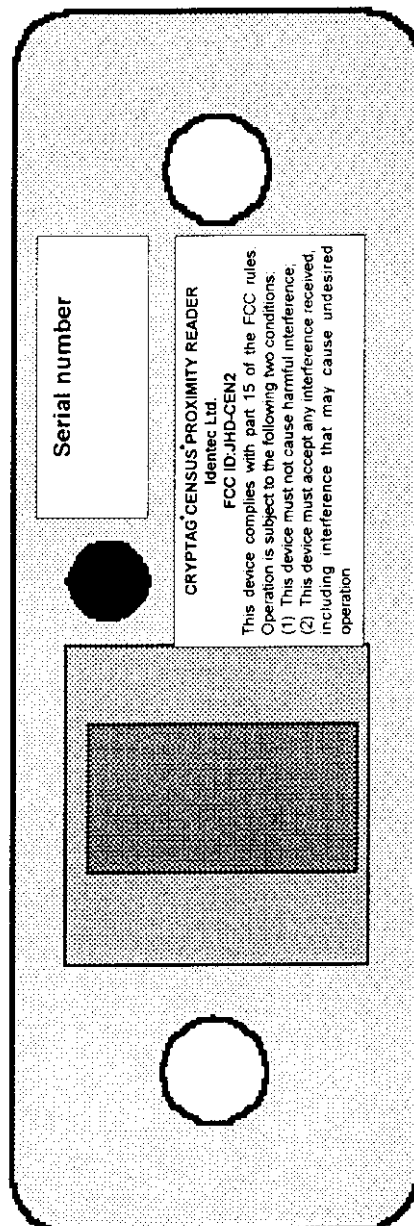 Serial number
CRYPTAG*CENSUS*PROXIMITY READER
Identec Ltd.
FCC ID:JHD-CEN2
This device complies with part 15 of the FCC rules.
Operation is subject to the following two conditions:
(1) This device must not cause harmful interference;
(2) This device must accept any interference received,
including interference that may cause undesired
operation